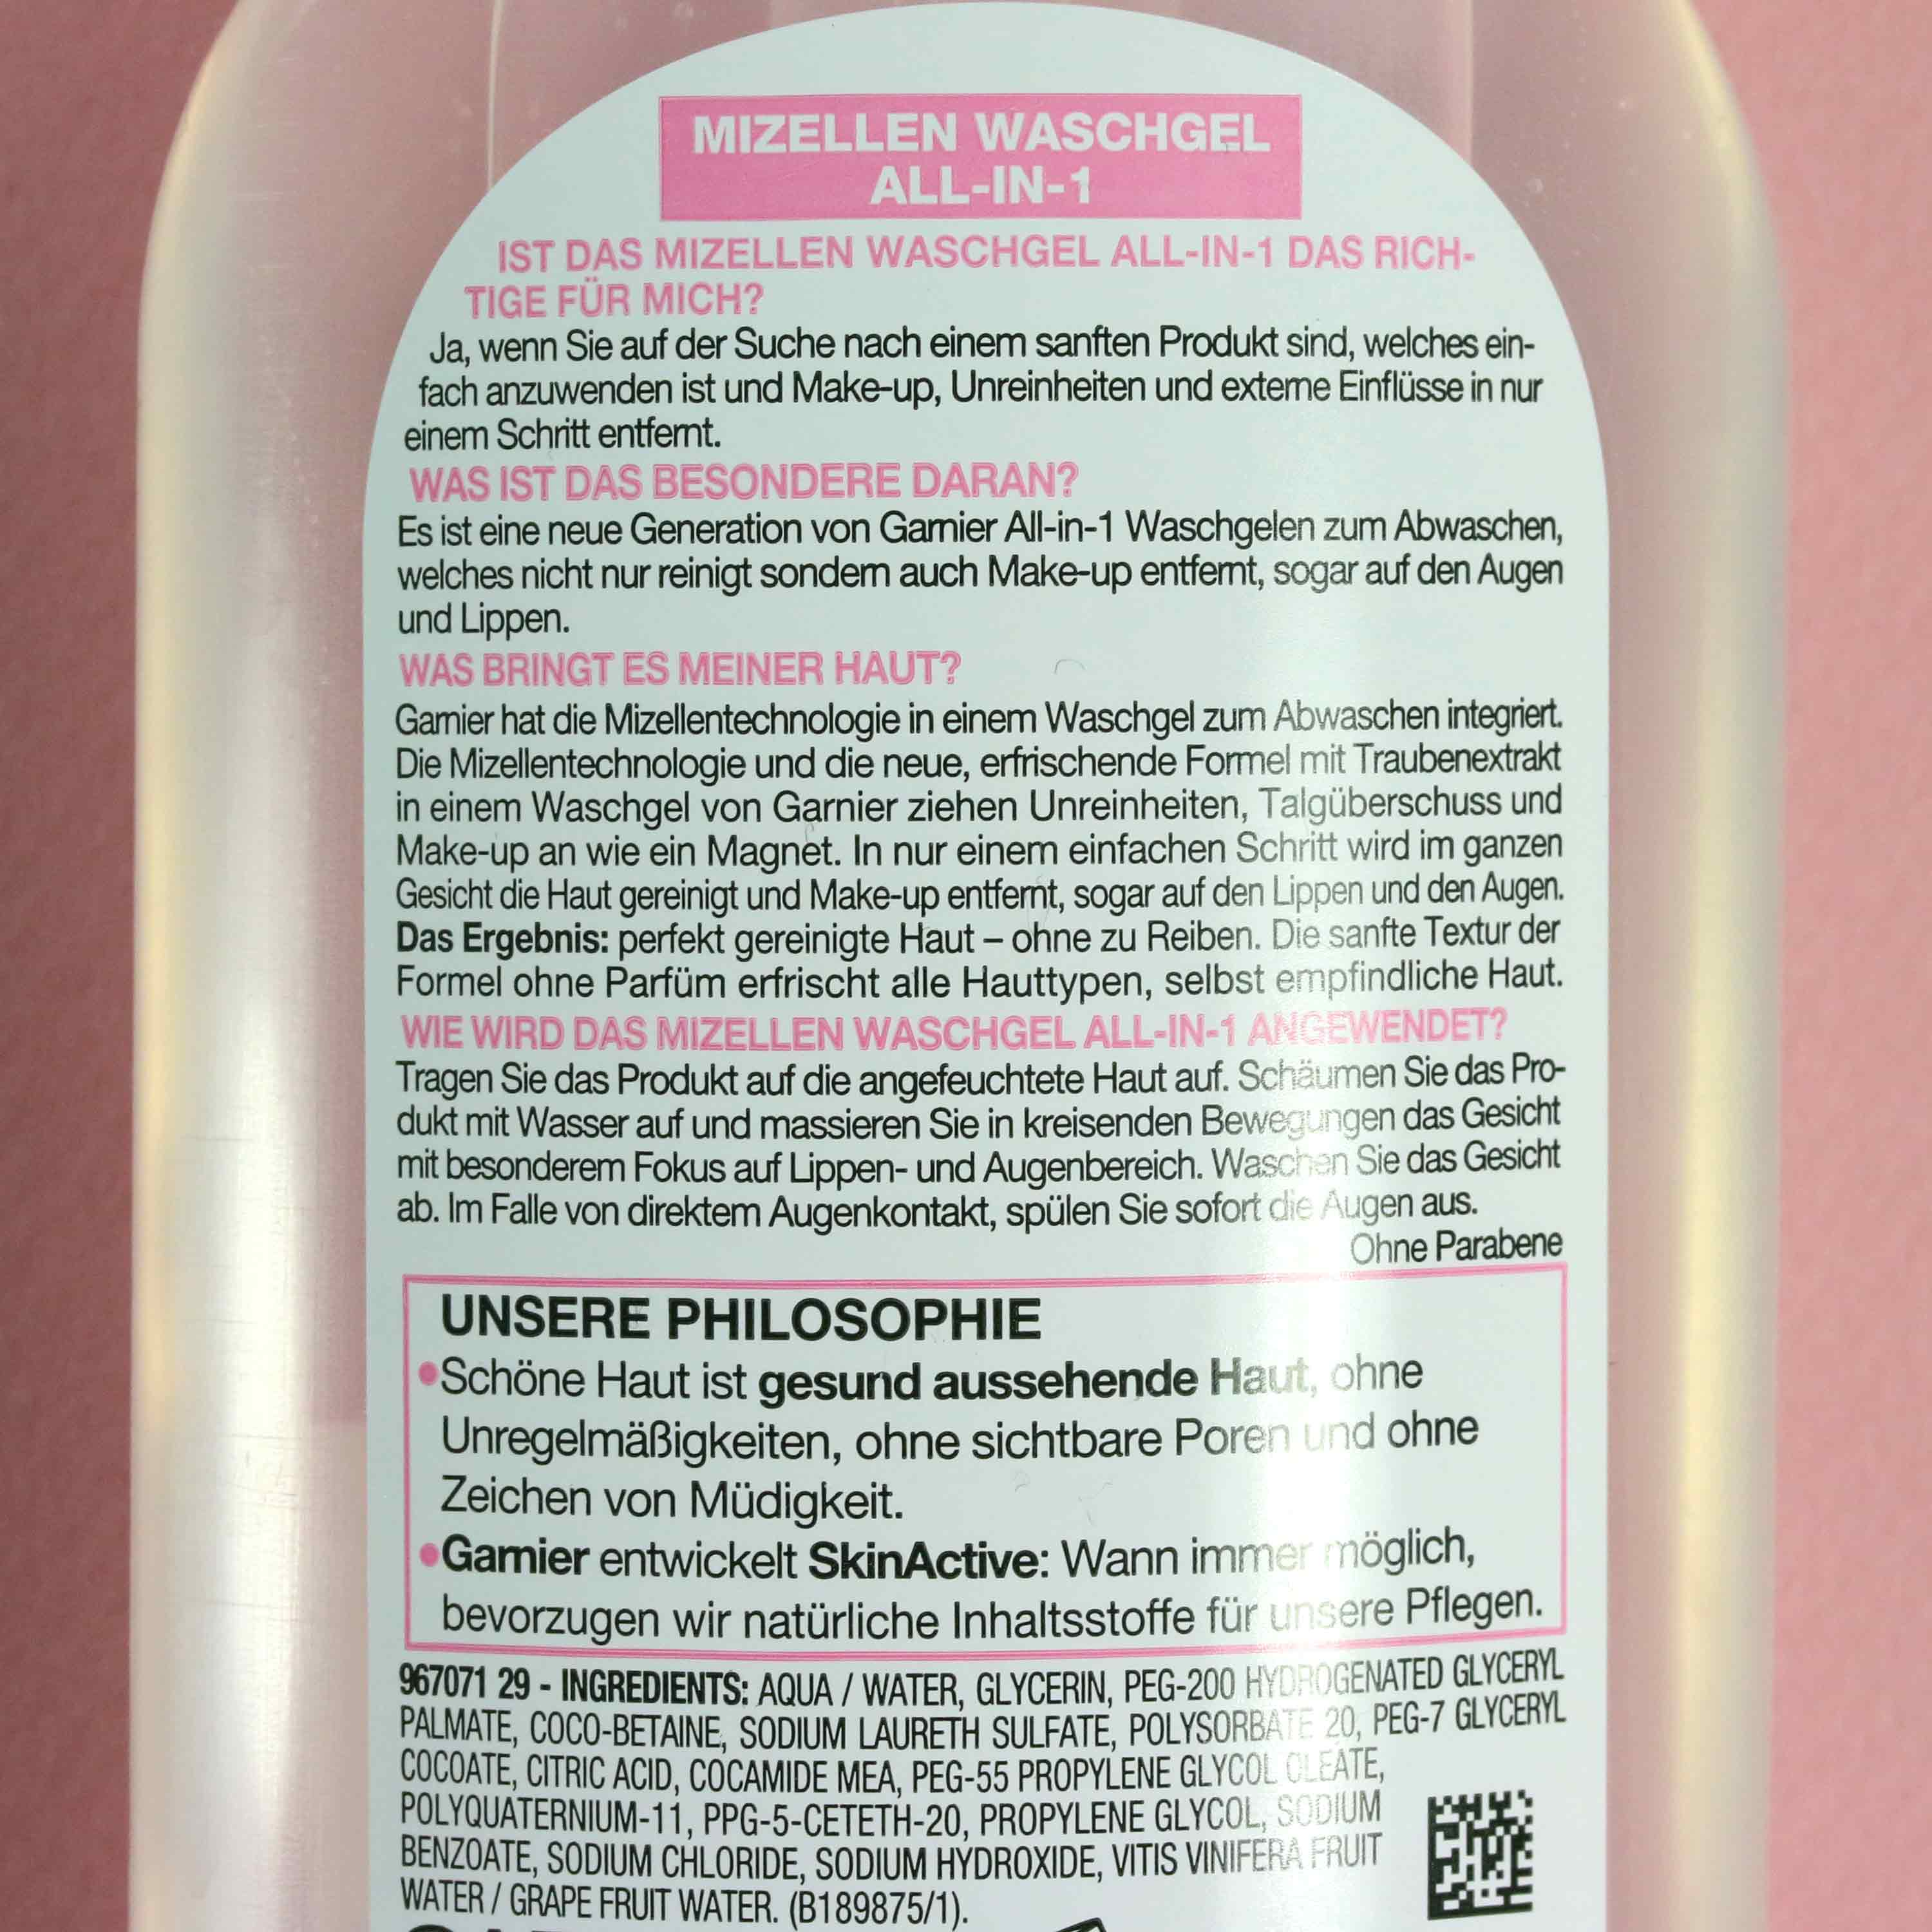 MIZELLEN WASCHGEL
ALL-IN-1
IST DAS MIZELLEN WASCHGEL ALL-IN-1 DAS RICH-
TIGE FÜR MICH?
Ja, wenn Sie auf der Suche nach einem sanften Produkt sind, welches ein-
fach anzuwenden ist und Make-up, Unreinheiten und externe Einflüsse in nur
einem Schritt entfernt.
WAS IST DAS BESONDERE DARAN?
Es ist eine neue Generation von Garnier All-in-1 Waschgelen zum Abwaschen,
welches nicht nur reinigt sondern auch Make-up entfernt, sogar auf den Augen
und Lippen.
WAS BRINGT ES MEINER HAUT?
Garnier hat die Mizellentechnologie in einem Waschgel zum Abwaschen integriert.
Die Mizellentechnologie und die neue, erfrischende Formel mit Traubenextrakt
in einem Waschgel von Garnier ziehen Unreinheiten, Talgüberschuss und
Make-up an wie ein Magnet. In nur einem einfachen Schritt wird im ganzen
Gesicht die Haut gereinigt und Make-up entfernt, sogar auf den Lippen und den Augen.
Das Ergebnis: perfekt gereinigte Haut – ohne zu Reiben. Die sanfte Textur der
Formel ohne Parfüm erfrischt alle Hauttypen, selbst empfindliche Haut.
WIE WIRD DAS MIZELLEN WASCHGEL ALL-IN-1 ANGEWENDET?
Tragen Sie das Produkt auf die angefeuchtete Haut auf. Schäumen Sie das Pro-
dukt mit Wasser auf und massieren Sie in kreisenden Bewegungen das Gesicht
mit besonderem Fokus auf Lippen- und Augenbereich. Waschen Sie das Gesicht
ab. Im Falle von direktem Augenkontakt, spülen Sie sofort die Augen aus.
Ohne Parabene
UNSERE PHILOSOPHIE
•Schöne Haut ist gesund aussehende Haut, ohne
Unregelmäßigkeiten, ohne sichtbare Poren und ohne
Zeichen von Müdigkeit.
•Garnier entwickelt SkinActive: Wann immer möglich,
bevorzugen wir natürliche Inhaltsstoffe für unsere Pflegen.
967071 29 - INGREDIENTS: AQUA / WATER, GLYCERIN, PEG-200 HYDROGENATED GLYCERYL
PALMATE, COCO-BETAINE, SODIUM LAURETH SULFATE, POLYSORBATE 20, PEG-7 GLYCERYL
COCOATE, CITRIC ACID, COCAMIDE MEA, PEG-55 PROPYLENE GLYCOL OLEATE,
POLYQUATERNIUM-11, PPG-5-CETETH-20, PROPYLENE GLYCOL, SODIUM
BENZOATE, SODIUM CHLORIDE, SODIUM HYDROXIDE, VITIS VINIFERA FRUIT
WATER / GRAPE FRUIT WATER. (B189875/1).